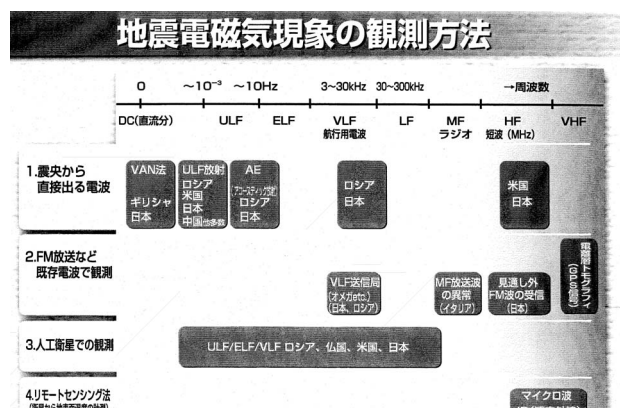 地震電磁気現象の観測方法
0 ～10⁻³ ～10Hz 3～30kHz 30～300kHz →周波数
DC(直流分) ULF ELF VLF LF MF HF VHF
航行用電波 ラジオ 短波（MHz）
1.震央から
直接出る電波
VAN法
ギリシャ
日本
ULF放射
ロシア
米国
日本
中国他多数
AE
ロシア
日本
ロシア
日本
米国
日本
2.FM放送など
既存電波で観測
VLF送信局
(オメガetc.)
(日本、ロシア)
MF放送波
の異常
(イタリア)
見通し外
FM波の受信
(日本)
電離層トモグラフィ
(GPS信号)
3.人工衛星での観測
ULF/ELF/VLF ロシア、仏国、米国、日本
4.リモートセンシング法
マイクロ波